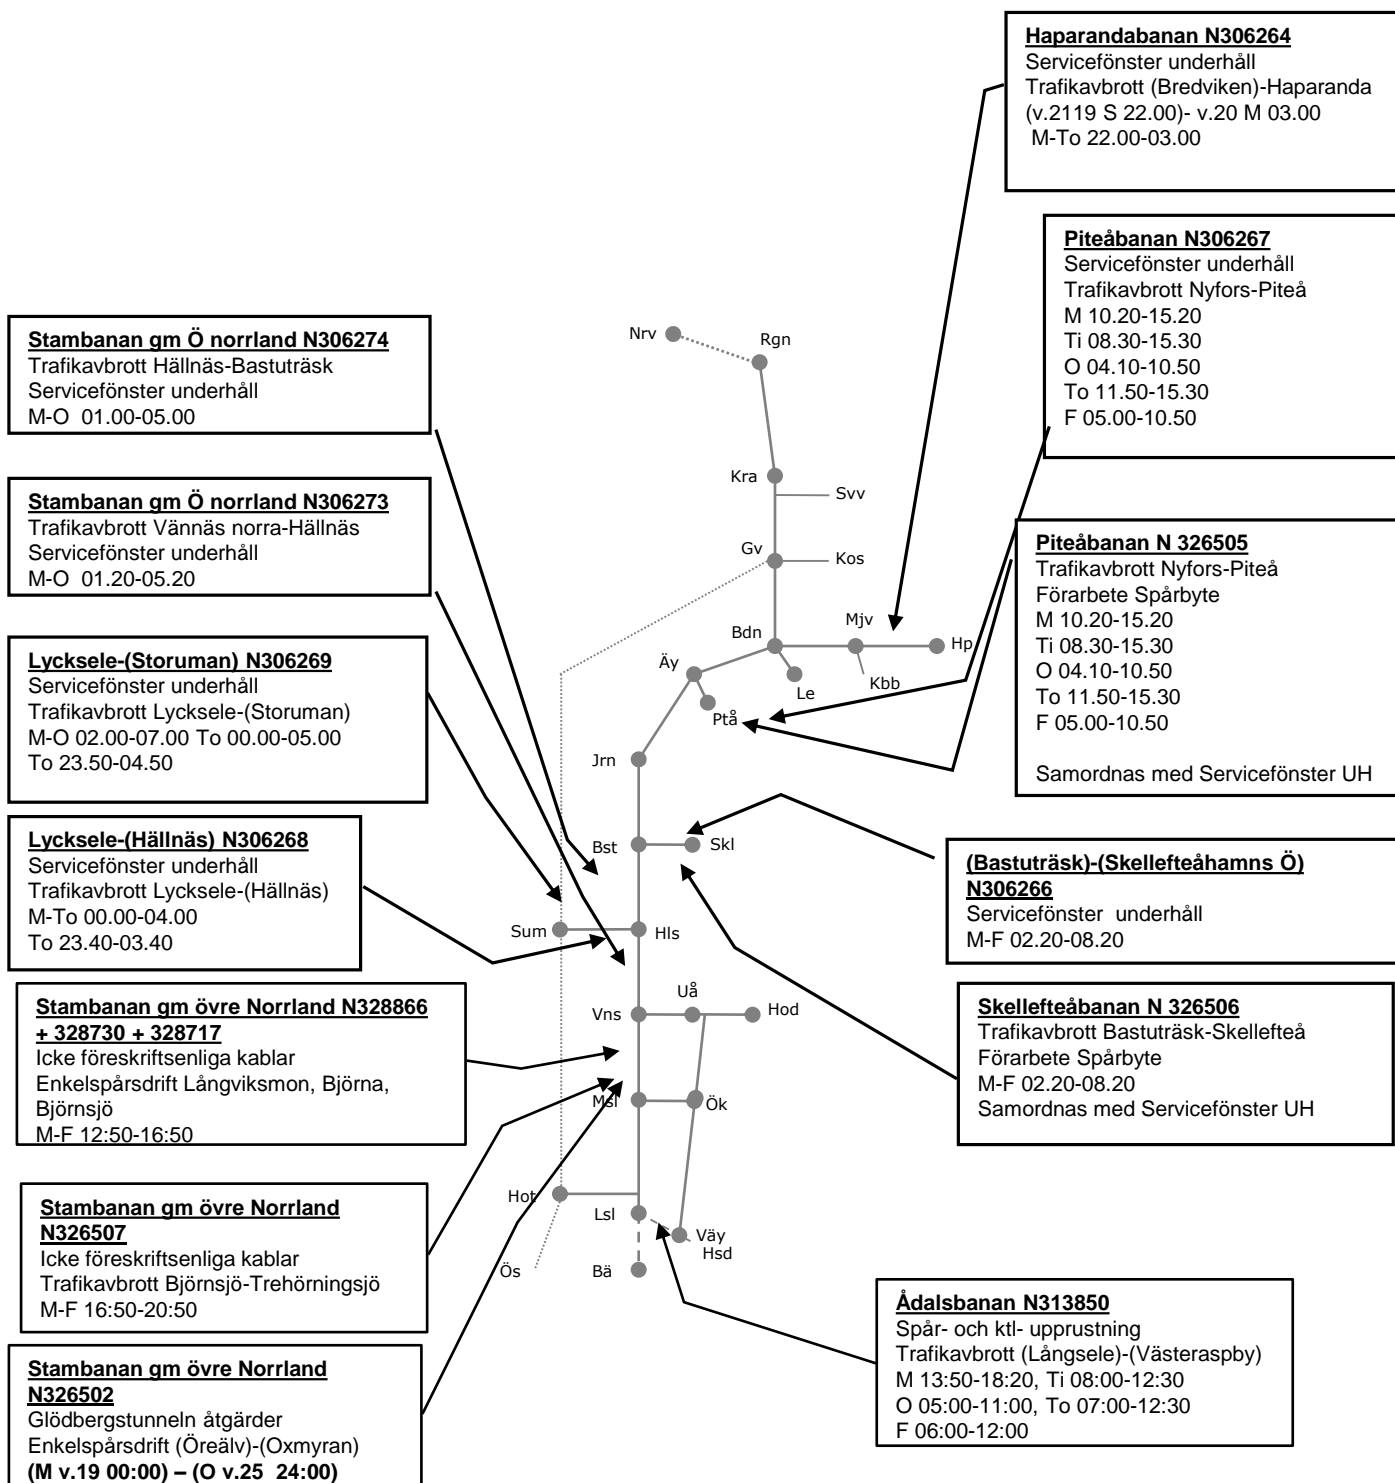 Haparandabanan N306264
Servicefönster underhåll
Trafikavbrott (Bredviken)-Haparanda
(v.2119 S 22.00)- v.20 M 03.00
M-To 22.00-03.00
Piteåbanan N306267
Servicefönster underhåll
Trafikavbrott Nyfors-Piteå
M 10.20-15.20
Ti 08.30-15.30
O 04.10-10.50
To 11.50-15.30
F 05.00-10.50
Stambanan gm Ö norrland N306274
Trafikavbrott Hällnäs-Bastuträsk
Servicefönster underhåll
M-O 01.00-05.00
Stambanan gm Ö norrland N306273
Trafikavbrott Vännäs norra-Hällnäs
Servicefönster underhåll
M-O 01.20-05.20
Piteåbanan N 326505
Trafikavbrott Nyfors-Piteå
Förarbete Spårbyte
M 10.20-15.20
Ti 08.30-15.30
O 04.10-10.50
To 11.50-15.30
F 05.00-10.50
Samordnas med Servicefönster UH
Lycksele-(Storuman) N306269
Servicefönster underhåll
Trafikavbrott Lycksele-(Storuman)
M-O 02.00-07.00 To 00.00-05.00
To 23.50-04.50
Lycksele-(Hällnäs) N306268
Servicefönster underhåll
Trafikavbrott Lycksele-(Hällnäs)
M-To 00.00-04.00
To 23.40-03.40
(Bastuträsk)-(Skellefteåhamns Ö)
N306266
Servicefönster underhåll
M-F 02.20-08.20
Stambanan gm övre Norrland N328866
+ 328730 + 328717
Icke föreskriftsenliga kablar
Enkelspårsdrift Långviksmon, Björna,
Björnsjö
M-F 12:50-16:50
Skellefteåbanan N 326506
Trafikavbrott Bastuträsk-Skellefteå
Förarbete Spårbyte
M-F 02.20-08.20
Samordnas med Servicefönster UH
Stambanan gm övre Norrland
N326507
Icke föreskriftsenliga kablar
Trafikavbrott Björnsjö-Trehörningsjö
M-F 16:50-20:50
Stambanan gm övre Norrland
N326502
Glödbergstunneln åtgärder
Enkelspårsdrift (Öreälv)-(Oxmyran)
(M v.19 00:00) – (O v.25 24:00)
Ådalsbanan N313850
Spår- och ktl- upprustning
Trafikavbrott (Långsele)-(Västeraspby)
M 13:50-18:20, Ti 08:00-12:30
O 05:00-11:00, To 07:00-12:30
F 06:00-12:00
Nrv
Rgn
Kra
Svv
Gv
Kos
Bdn
Mjv
Hp
Äy
Le
Kbb
Ptå
Jrn
Bst
Skl
Sum
Hls
Vns
Uå
Hod
Msl
Ök
Hot
Lsl
Väy
Hsd
Ös
Bä